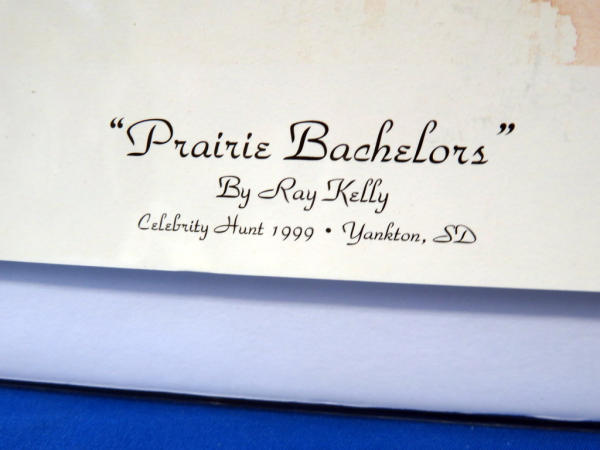 “Prairie Bachelors”
By Ray Kelly
Celebrity Hunt 1999 • Yankton, SD